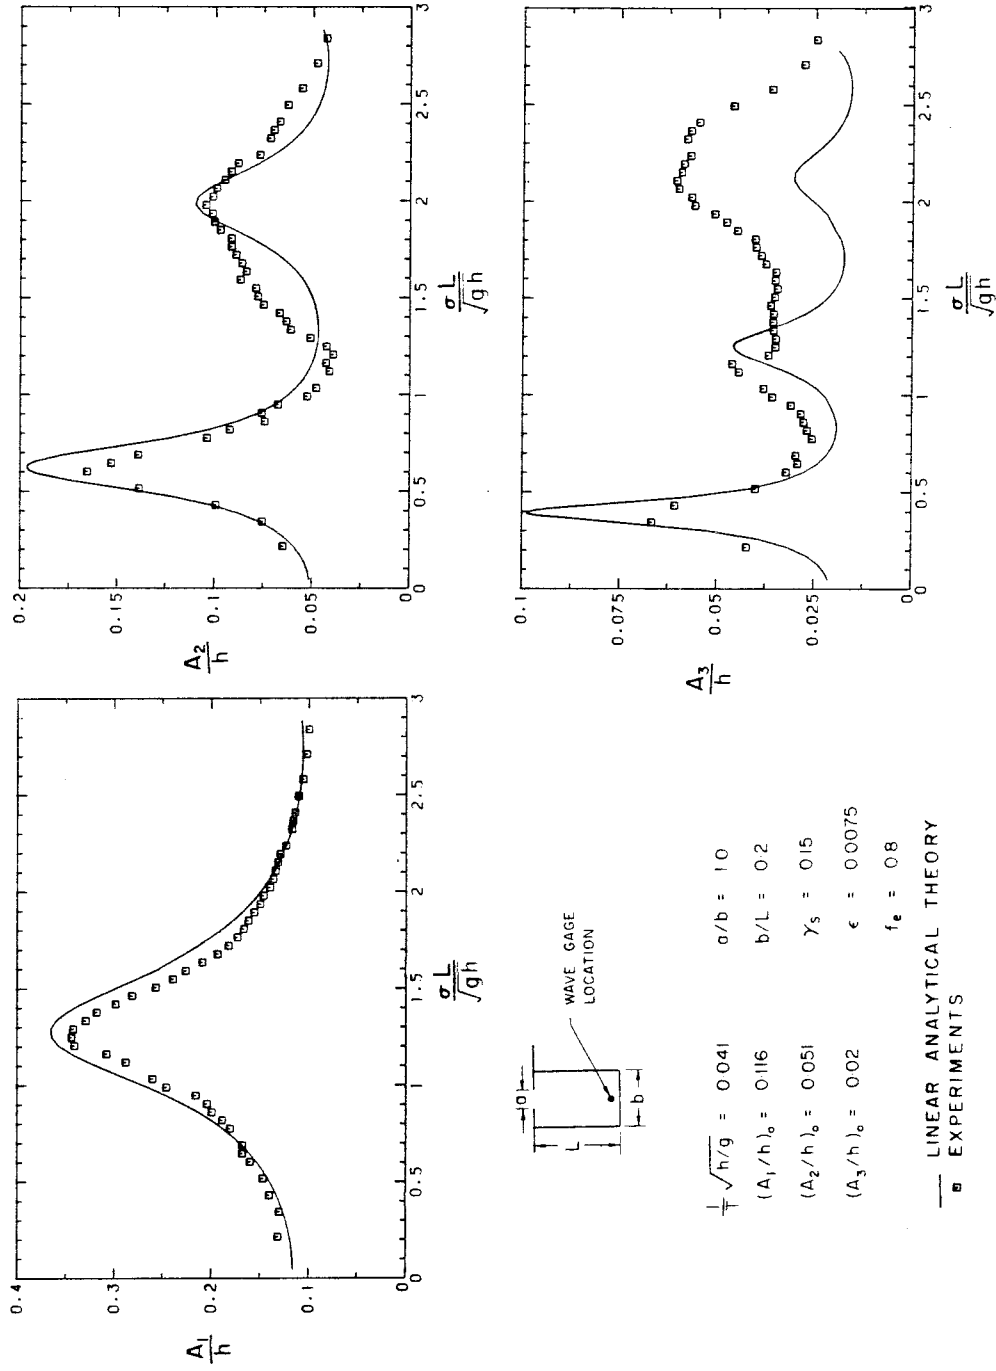 A₁/h
0.4
0.3
0.2
0.1
0
0 0.5 1 1.5 2 2.5 3
σL/√gh
A₂/h
0.2
0.15
0.1
0.05
0
0 0.5 1 1.5 2 2.5 3
σL/√gh
a
L
b
WAVE GAGE
LOCATION
1/T √h/g = 0.041 a/b = 1.0
(A₁/h)₀ = 0.116 b/L = 0.2
(A₂/h)₀ = 0.051 γs = 0.15
(A₃/h)₀ = 0.02 ϵ = 0.0075
fe = 0.8
LINEAR ANALYTICAL THEORY
EXPERIMENTS
A₃/h
0.1
0.075
0.05
0.025
0
0 0.5 1 1.5 2 2.5 3
σL/√gh